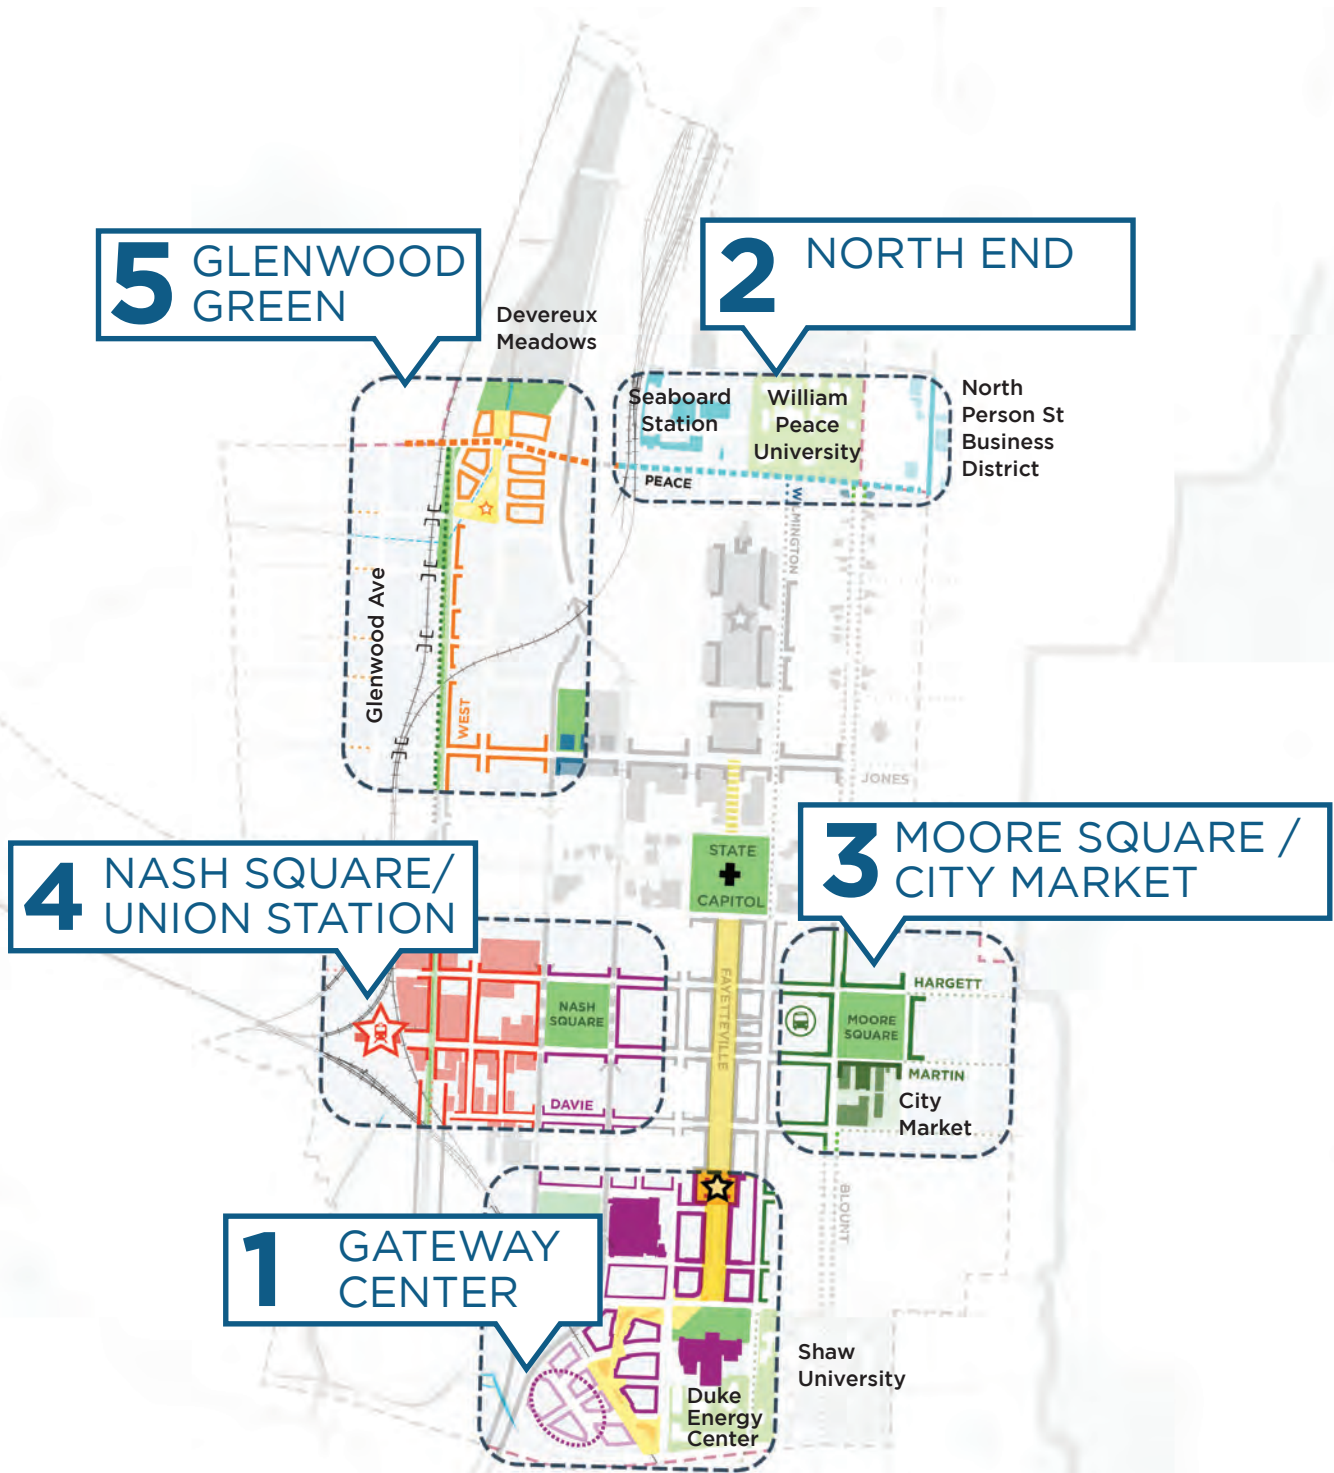 5 GLENWOOD
GREEN
2 NORTH END
Devereux
Meadows
Seaboard
Station
William
Peace
University
North
Person St
Business
District
PEACE
WILMINGTON
Glenwood Ave
WEST
JONES
STATE
CAPITOL
3 MOORE SQUARE /
CITY MARKET
4 NASH SQUARE/
UNION STATION
FAYETTEVILLE
HARGETT
NASH
SQUARE
MOORE
SQUARE
MARTIN
City
Market
DAVIE
BLOUNT
1 GATEWAY
CENTER
Shaw
University
Duke
Energy
Center